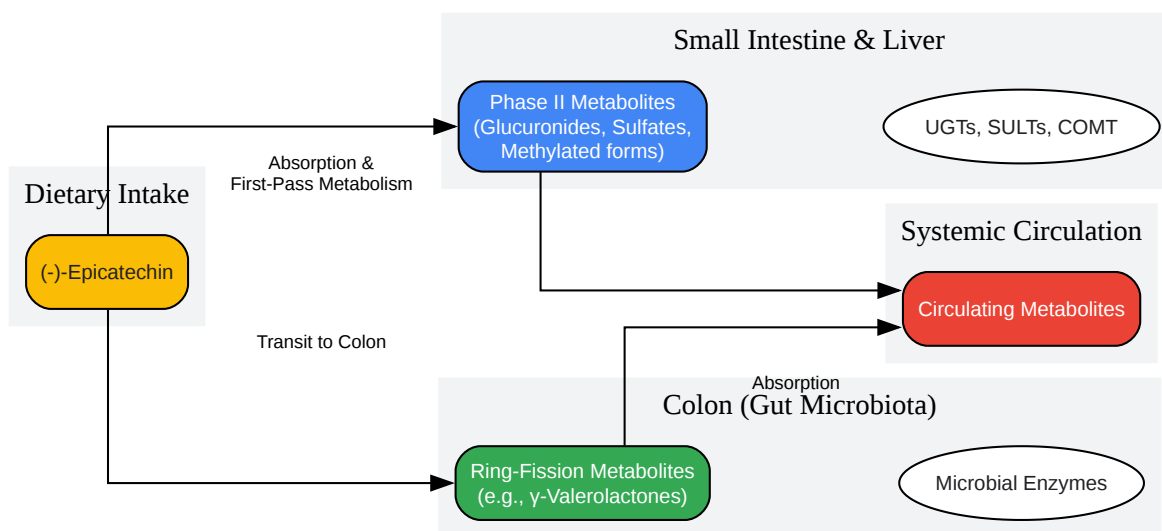 Small Intestine & Liver
Phase II Metabolites
(Glucuronides, Sulfates,
Methylated forms)
UGTs, SULTs, COMT
Absorption &
First-Pass Metabolism
Dietary Intake
(-)-Epicatechin
Systemic Circulation
Circulating Metabolites
Transit to Colon
Absorption
Colon (Gut Microbiota)
Ring-Fission Metabolites
(e.g., γ-Valerolactones)
Microbial Enzymes